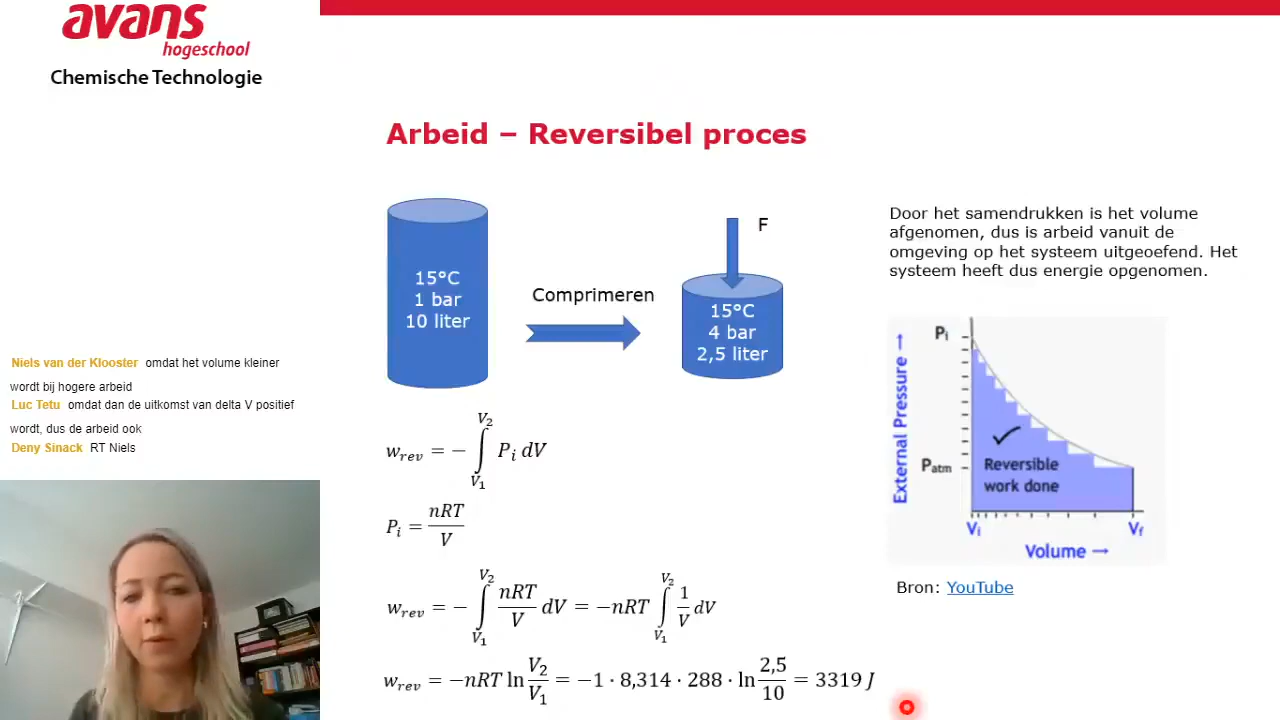 avans
hogeschool
Chemische Technologie
Arbeid – Reversibel proces
15°C
1 bar
10 liter
Comprimeren
F
15°C
4 bar
2,5 liter
Door het samendrukken is het volume
afgenomen, dus is arbeid vanuit de
omgeving op het systeem uitgeoefend. Het
systeem heeft dus energie opgenomen.
Niels van der Klooster omdat het volume kleiner
wordt bij hogere arbeid
Luc Tetu omdat dan de uitkomst van delta V positief
wordt, dus de arbeid ook
Deny Sinack RT Niels
w_rev = − ∫_{V₁}^{V₂} P_i dV
P_i = nRT / V
w_rev = − ∫_{V₁}^{V₂} nRT / V dV = −nRT ∫_{V₁}^{V₂} 1 / V dV
w_rev = −nRT ln V₂ / V₁ = −1 · 8,314 · 288 · ln 2,5 / 10 = 3319 J
External Pressure →
Pi
Patm
Reversible
work done
Vi
Vf
Volume →
Bron: YouTube